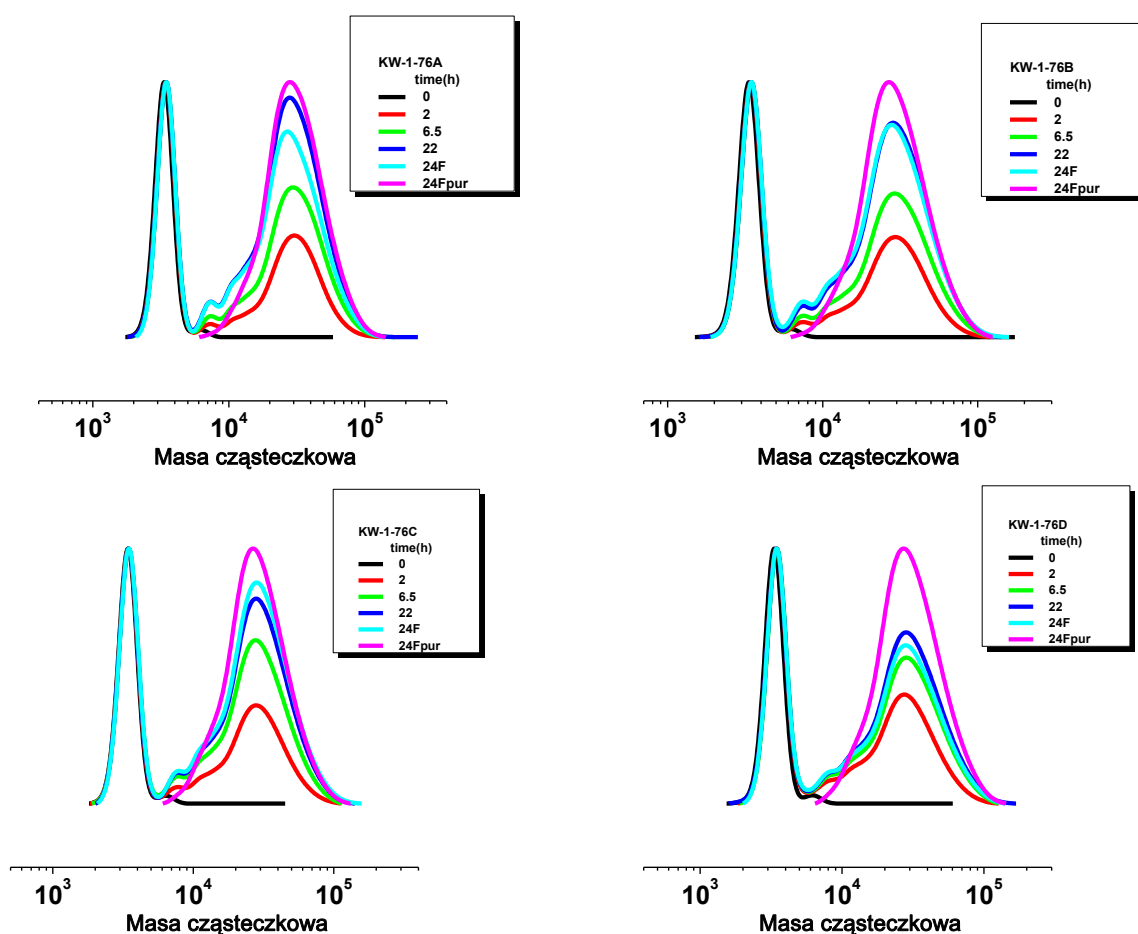 KW-1-76A
time(h)
0
2
6.5
22
24F
24Fpur
10³ 10⁴ 10⁵
Masa cząsteczkowa
KW-1-76B
time(h)
0
2
6.5
22
24F
24Fpur
10³ 10⁴ 10⁵
Masa cząsteczkowa
KW-1-76C
time(h)
0
2
6.5
22
24F
24Fpur
10³ 10⁴ 10⁵
Masa cząsteczkowa
KW-1-76D
time(h)
0
2
6.5
22
24F
24Fpur
10³ 10⁴ 10⁵
Masa cząsteczkowa